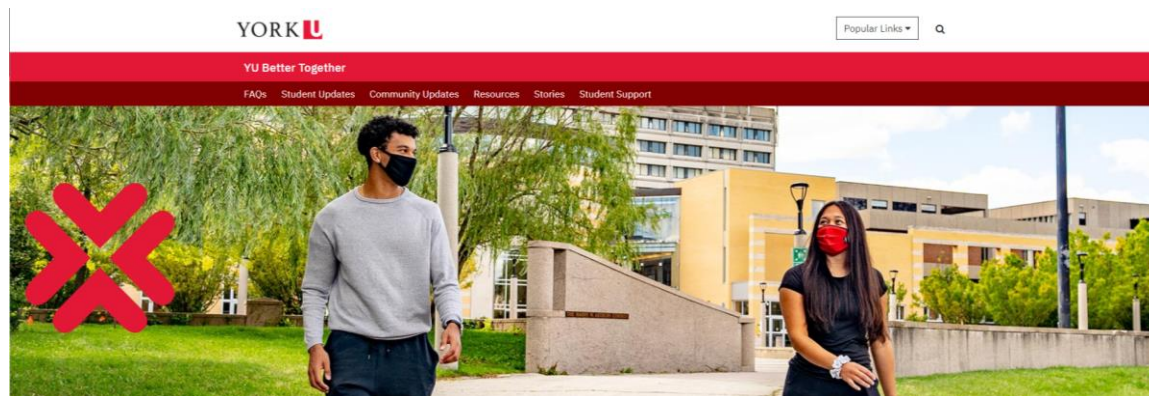 YORK U
Popular Links
YU Better Together
FAQs Student Updates Community Updates Resources Stories Student Support